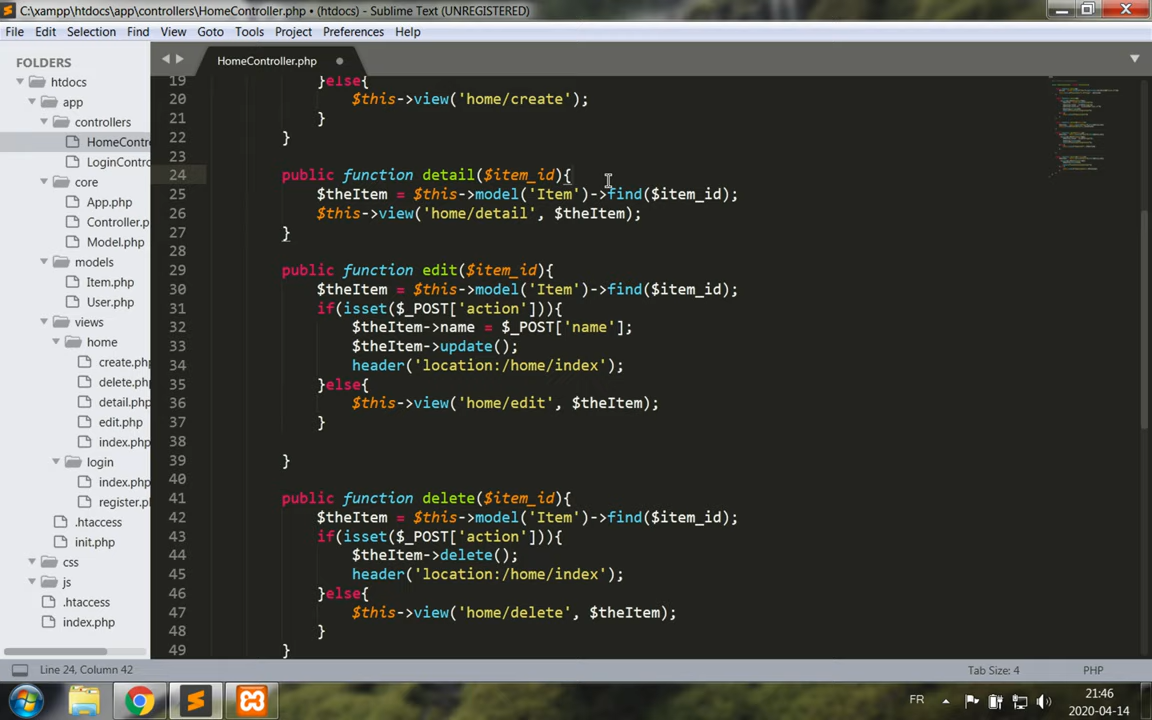 C:\xampp\htdocs\app\controllers\HomeController.php • (htdocs) - Sublime Text (UNREGISTERED)
File Edit Selection Find View Goto Tools Project Preferences Help
FOLDERS
htdocs
app
controllers
HomeContro
LoginContro
core
App.php
Controller.p
Model.php
models
Item.php
User.php
views
home
create.php
delete.php
detail.php
edit.php
index.php
login
index.php
register.p
.htaccess
init.php
css
js
.htaccess
index.php
HomeController.php
19 }else{
20 $this->view('home/create');
21 }
22 }
23
24 public function detail($item_id){
25 $theItem = $this->model('Item')->find($item_id);
26 $this->view('home/detail', $theItem);
27 }
28
29 public function edit($item_id){
30 $theItem = $this->model('Item')->find($item_id);
31 if(isset($_POST['action'])){
32 $theItem->name = $_POST['name'];
33 $theItem->update();
34 header('location:/home/index');
35 }else{
36 $this->view('home/edit', $theItem);
37 }
38
39 }
40
41 public function delete($item_id){
42 $theItem = $this->model('Item')->find($item_id);
43 if(isset($_POST['action'])){
44 $theItem->delete();
45 header('location:/home/index');
46 }else{
47 $this->view('home/delete', $theItem);
48 }
49 }
Line 24, Column 42 Tab Size: 4 PHP
FR 21:46
2020-04-14